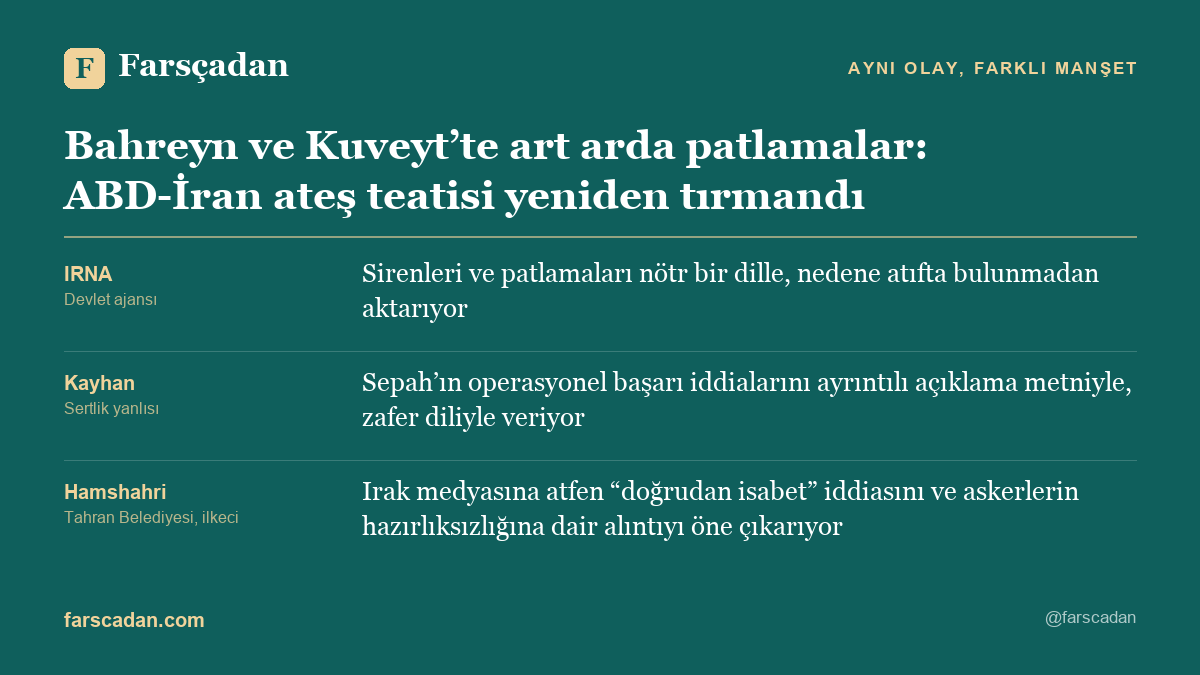 F
Farsçadan
AYNI OLAY, FARKLI MANŞET
Bahreyn ve Kuveyt’te art arda patlamalar:
ABD-İran ateş teatisi yeniden tırmandı
IRNA
Devlet ajansı
Sirenleri ve patlamaları nötr bir dille, nedene atıfta bulunmadan
aktarıyor
Kayhan
Sertlik yanlısı
Sepah’ın operasyonel başarı iddialarını ayrıntılı açıklama metniyle,
zafer diliyle veriyor
Hamshahri
Tahran Belediyesi, ilkeci
Irak medyasına atfen “doğrudan isabet” iddiasını ve askerlerin
hazırlıksızlığına dair alıntıyı öne çıkarıyor
farscadan.com
@farscadan